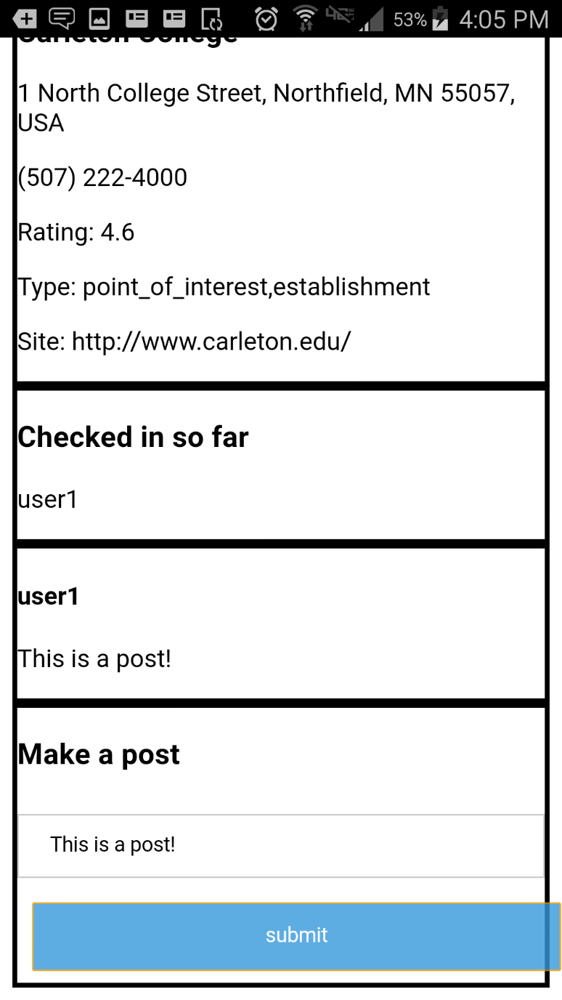 53% 4:05 PM
Carleton College
1 North College Street, Northfield, MN 55057,
USA
(507) 222-4000
Rating: 4.6
Type: point_of_interest,establishment
Site: http://www.carleton.edu/
Checked in so far
user1
user1
This is a post!
Make a post
This is a post!
submit